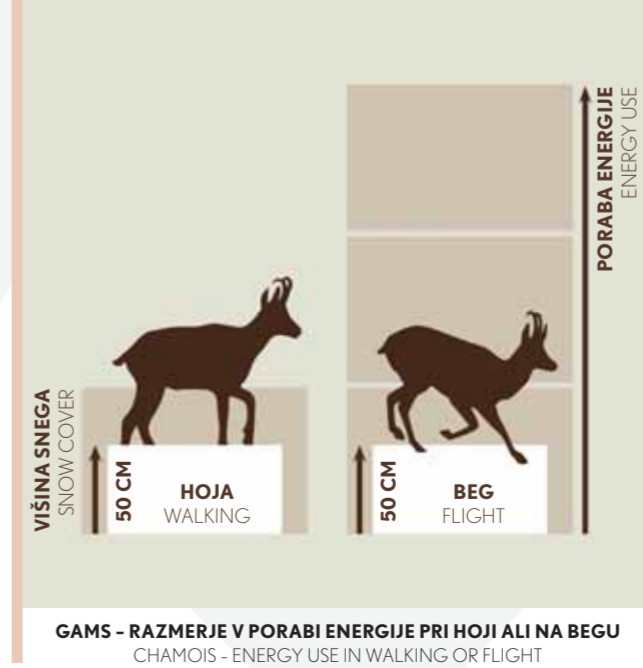 VIŠINA SNEGA
SNOW COVER
50 CM
HOJA
WALKING
50 CM
BEG
FLIGHT
PORABA ENERGIJE
ENERGY USE
GAMS – RAZMERJE V PORABI ENERGIJE PRI HOJI ALI NA BEGU
CHAMOIS - ENERGY USE IN WALKING OR FLIGHT